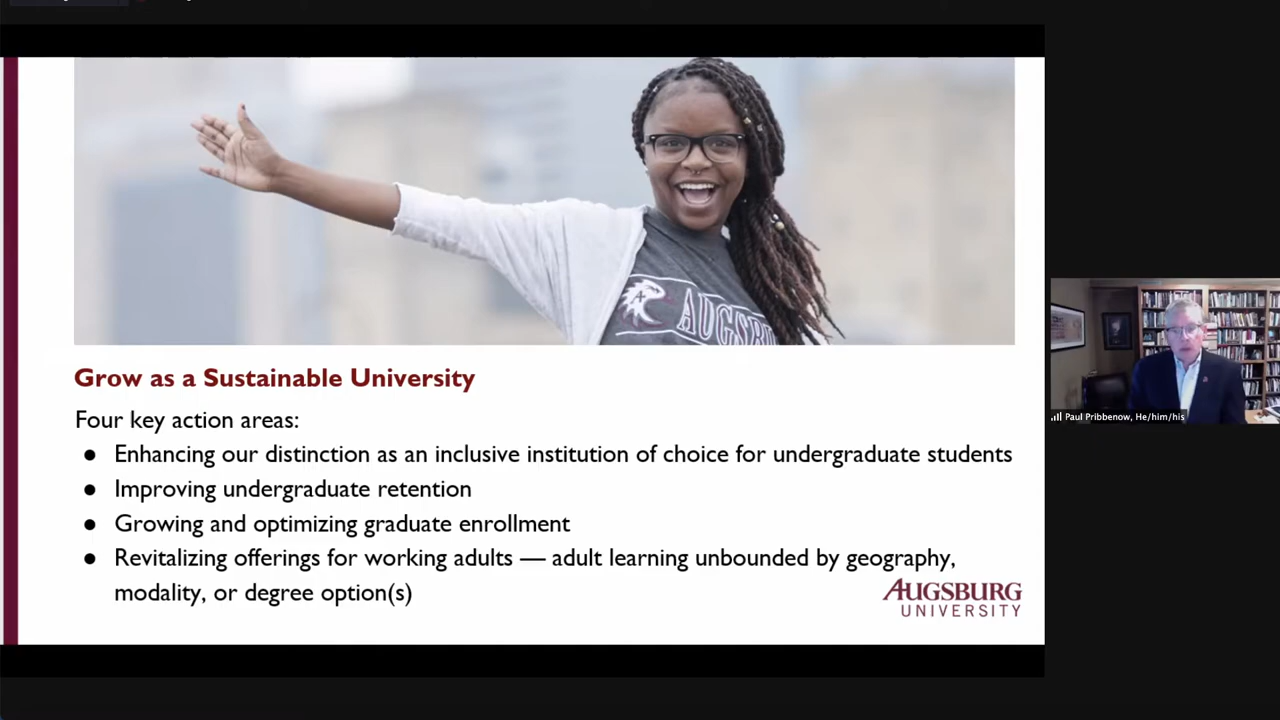 AUGSBU
Grow as a Sustainable University
Four key action areas:
● Enhancing our distinction as an inclusive institution of choice for undergraduate students
● Improving undergraduate retention
● Growing and optimizing graduate enrollment
● Revitalizing offerings for working adults — adult learning unbounded by geography,
modality, or degree option(s)
AUGSBURG
UNIVERSITY
Paul Pribbenow, He/him/his